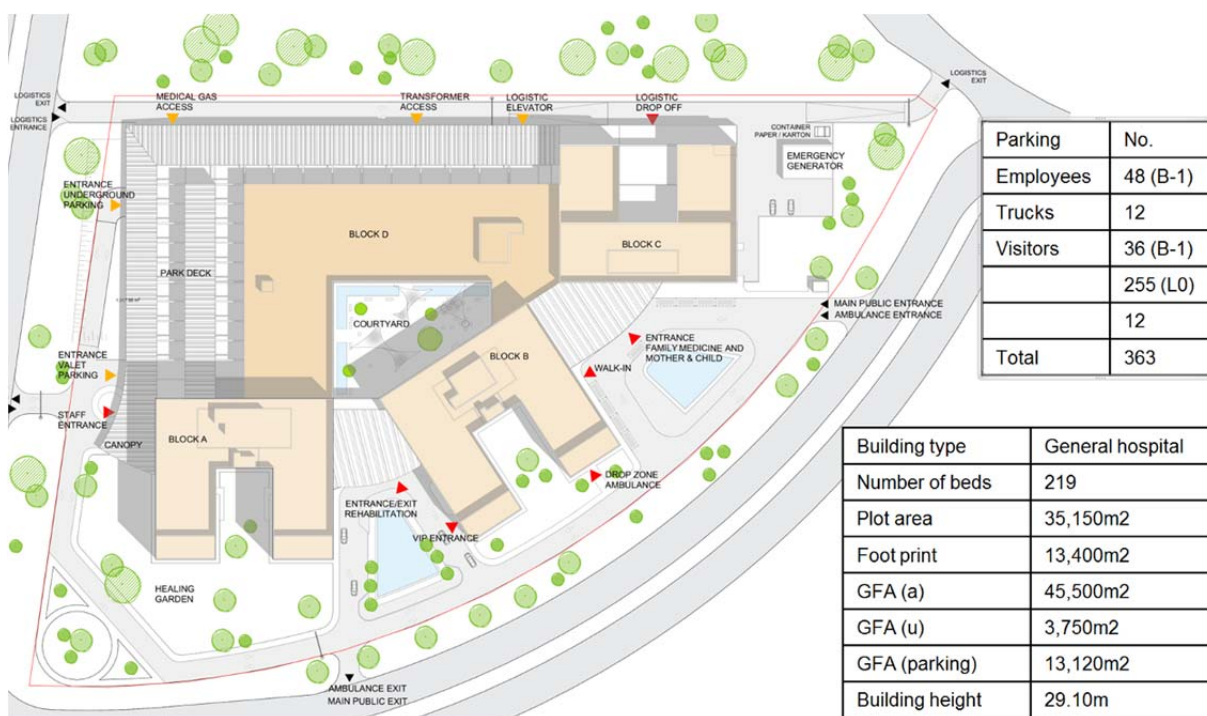 LOGISTICS
EXIT
LOGISTICS
ENTRANCE
MEDICAL GAS
ACCESS
TRANSFORMER
ACCESS
LOGISTIC
ELEVATOR
LOGISTIC
DROP OFF
LOGISTICS
EXIT
CONTAINER
PAPER / KARTON
EMERGENCY
GENERATOR
ENTRANCE
UNDERGROUND
PARKING
BLOCK D
BLOCK C
PARK DECK
COURTYARD
MAIN PUBLIC ENTRANCE
AMBULANCE ENTRANCE
ENTRANCE
FAMILY MEDICINE AND
MOTHER & CHILD
BLOCK B
WALK-IN
ENTRANCE
VALET
PARKING
STAFF
ENTRANCE
CANOPY
BLOCK A
DROP ZONE
AMBULANCE
ENTRANCE/EXIT
REHABILITATION
VIP ENTRANCE
HEALING
GARDEN
AMBULANCE EXIT
MAIN PUBLIC EXIT
Parking No.
Employees 48 (B-1)
Trucks 12
Visitors 36 (B-1)
255 (L0)
12
Total 363
Building type General hospital
Number of beds 219
Plot area 35,150m2
Foot print 13,400m2
GFA (a) 45,500m2
GFA (u) 3,750m2
GFA (parking) 13,120m2
Building height 29.10m